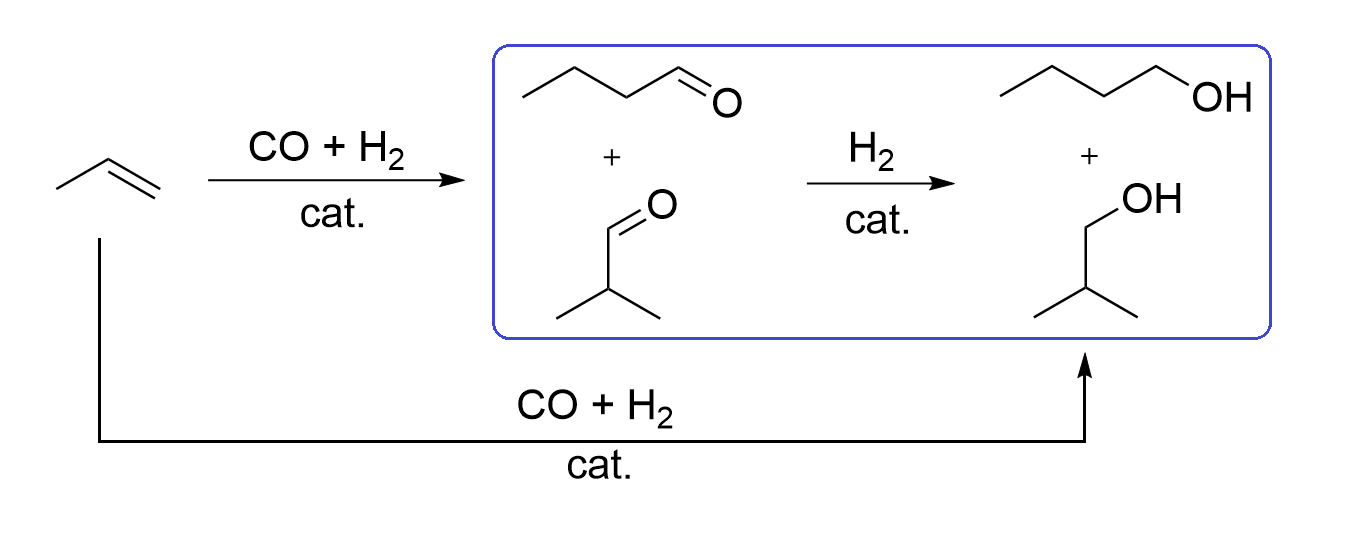 CO + H₂
cat.
O
+
O
H₂
cat.
OH
+
OH
CO + H₂
cat.